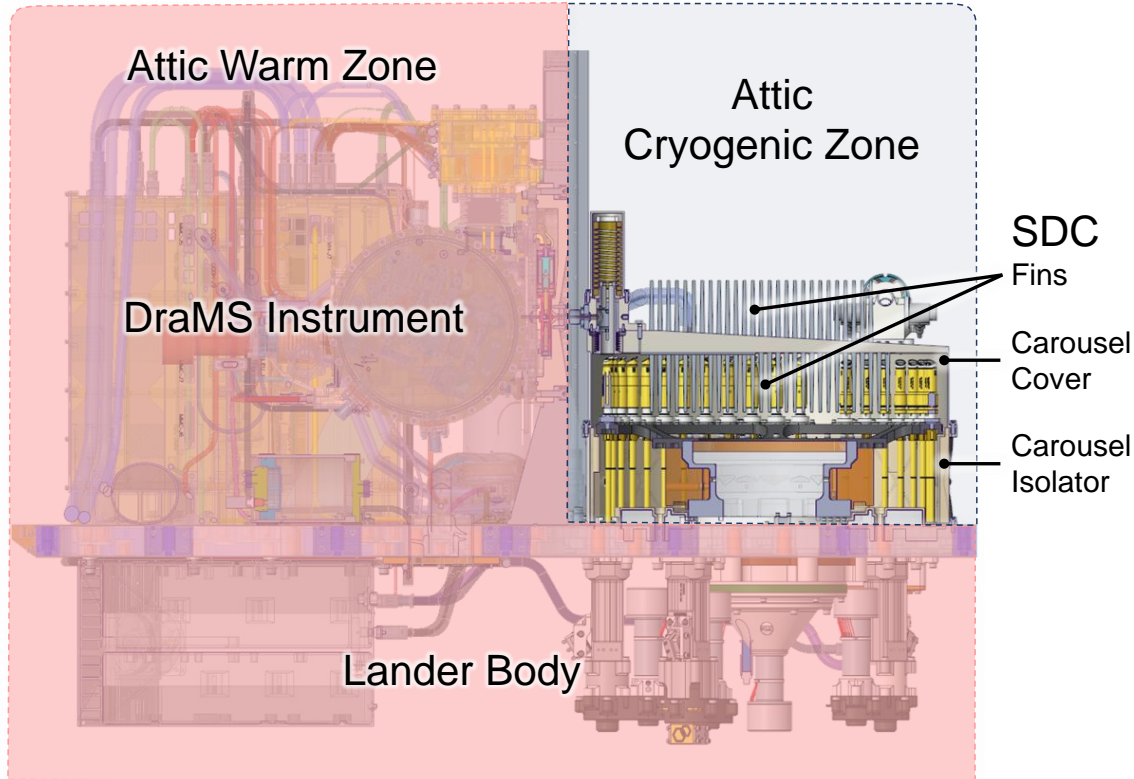 Attic Warm Zone
Attic
Cryogenic Zone
SDC
Fins
DraMS Instrument
Carousel
Cover
Carousel
Isolator
Lander Body